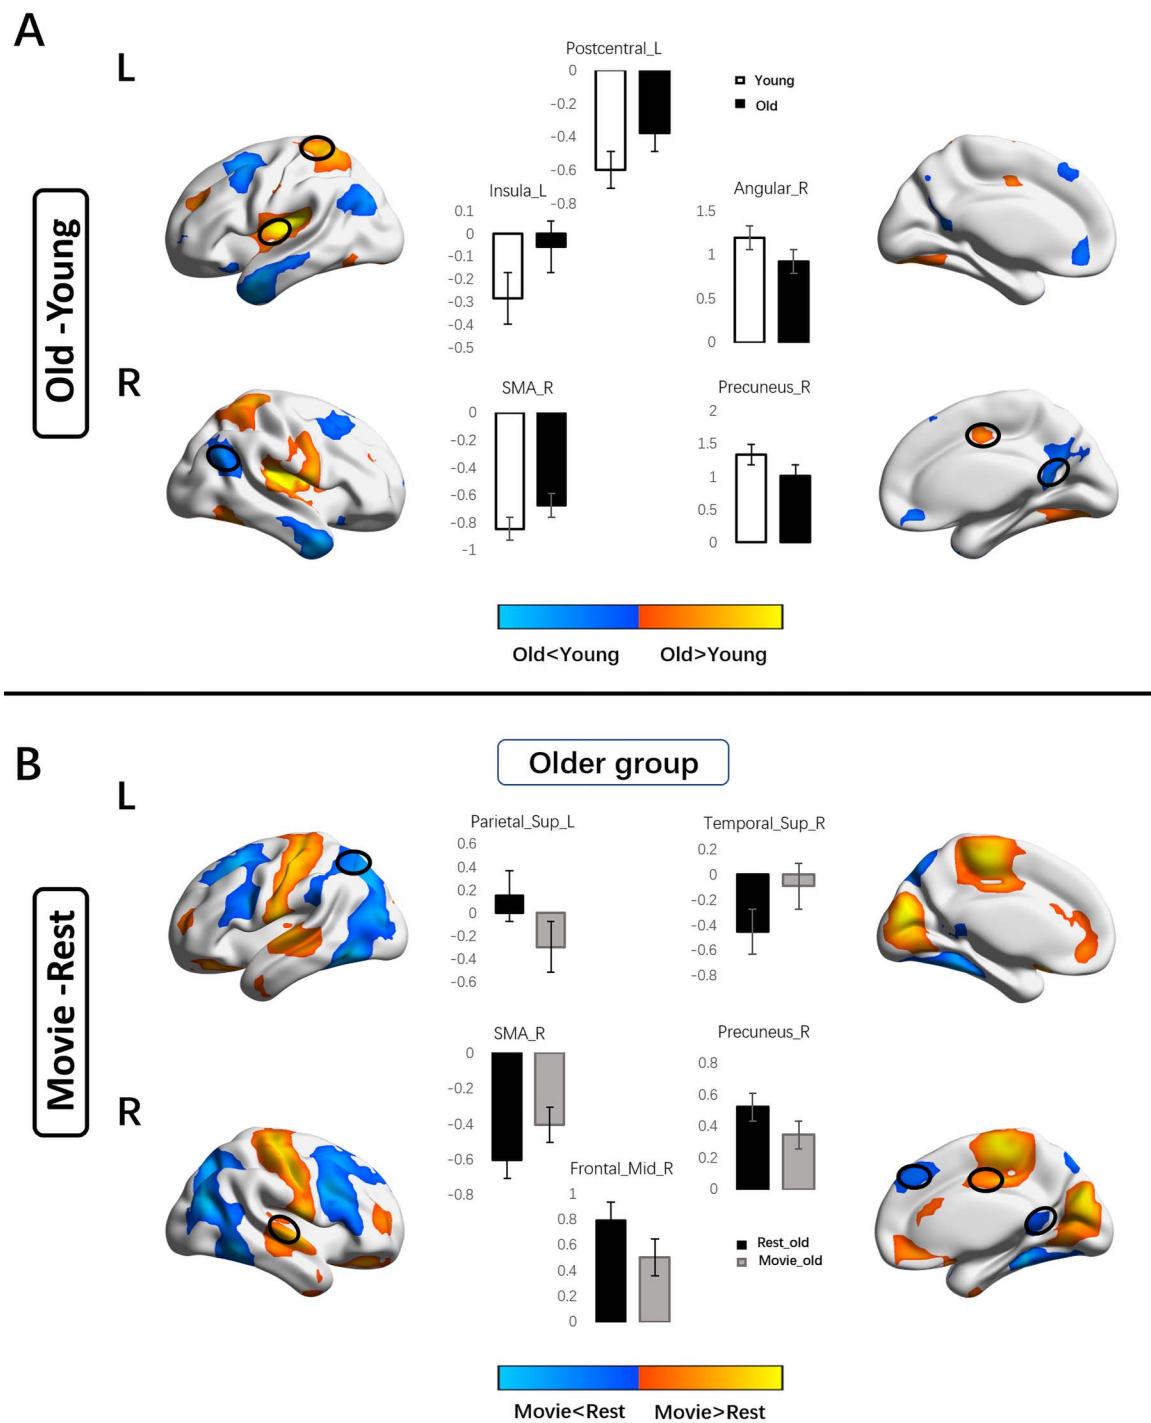 A
L
Old -Young
R
Postcentral_L
0
-0.2
-0.4
-0.6
-0.8
Young
Old
Insula_L
0.1
0
-0.1
-0.2
-0.3
-0.4
-0.5
Angular_R
1.5
1
0.5
0
SMA_R
0
-0.2
-0.4
-0.6
-0.8
-1
Precuneus_R
2
1.5
1
0.5
0
Old<Young Old>Young
B
Older group
L
Movie -Rest
R
Parietal_Sup_L
0.6
0.4
0.2
0
-0.2
-0.4
-0.6
Temporal_Sup_R
0.2
0
-0.2
-0.4
-0.6
-0.8
SMA_R
0
-0.2
-0.4
-0.6
-0.8
Precuneus_R
0.8
0.6
0.4
0.2
0
Frontal_Mid_R
1
0.8
0.6
0.4
0.2
0
Rest_old
Movie_old
Movie<Rest Movie>Rest